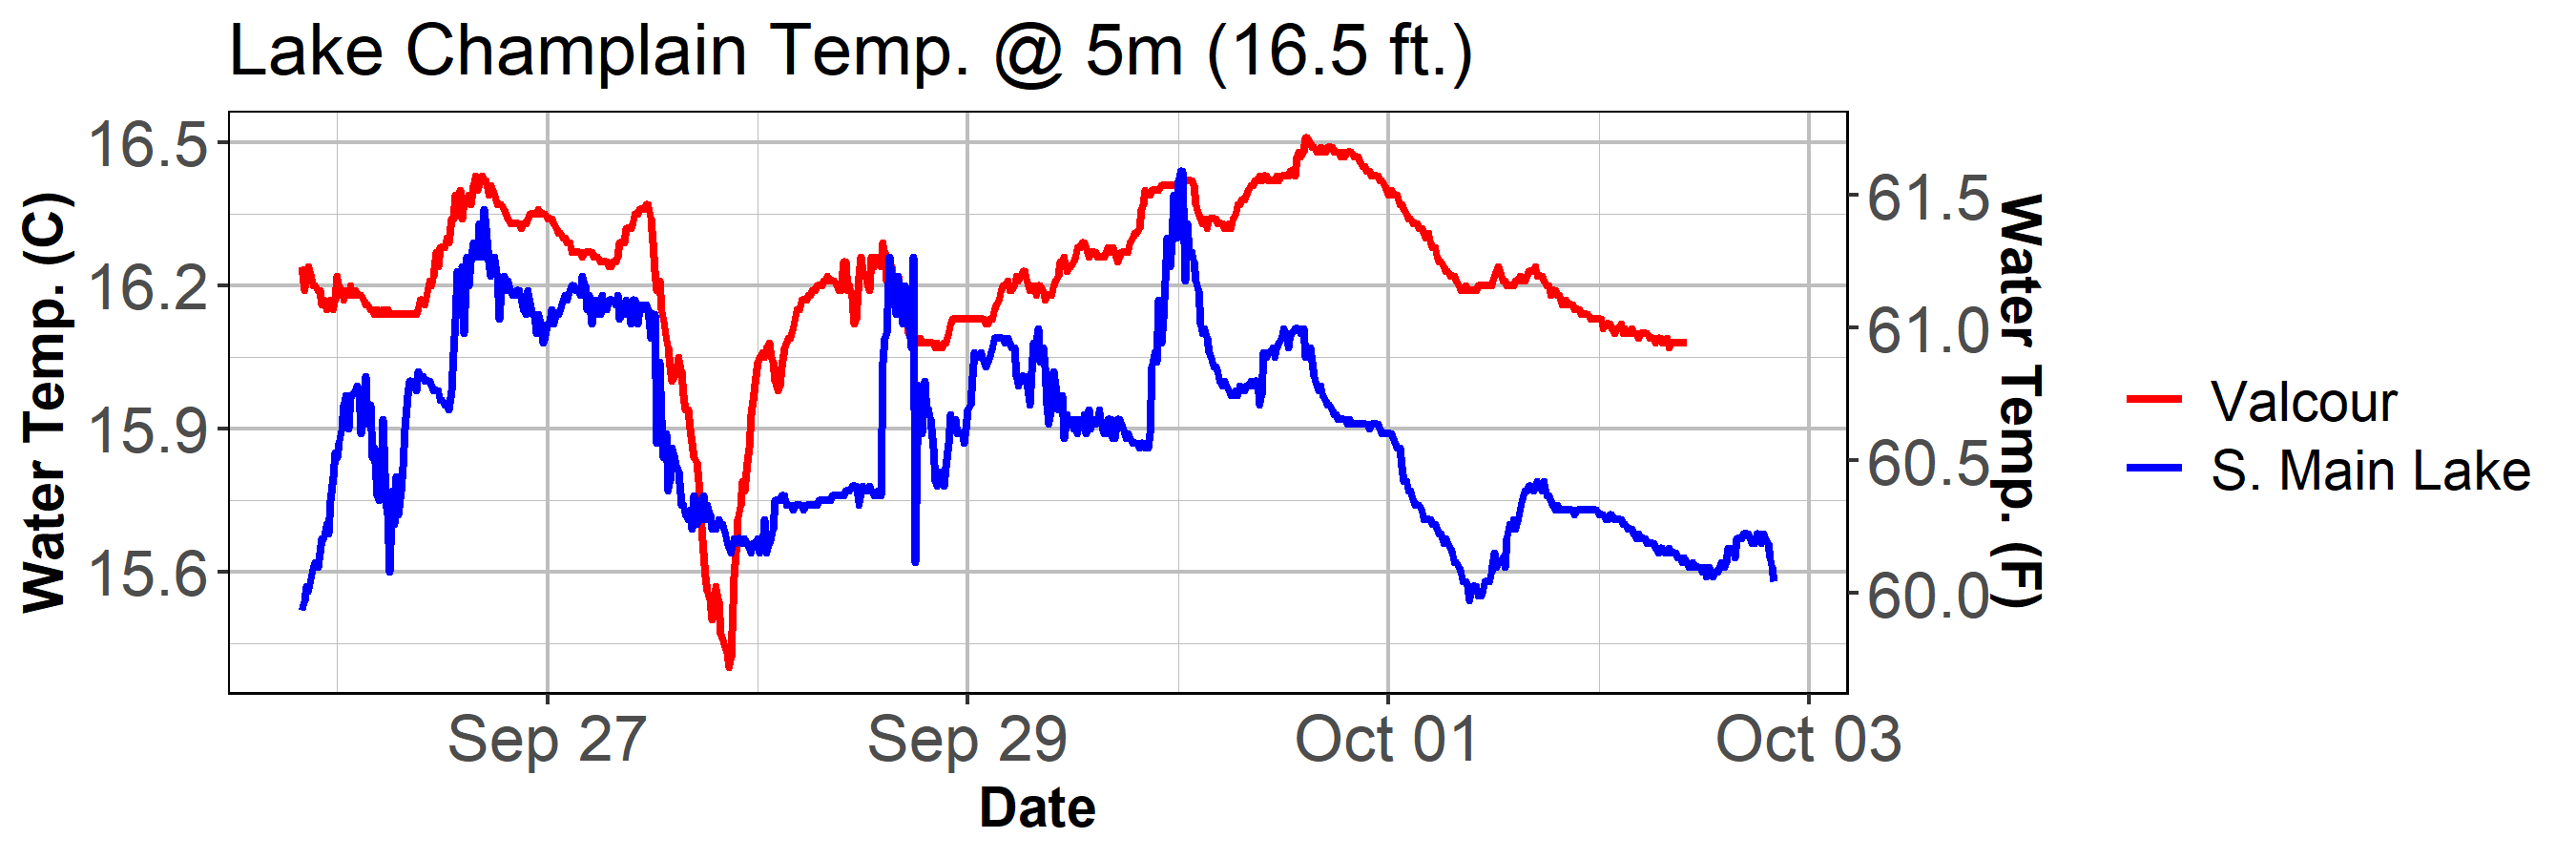 Lake Champlain Temp. @ 5m (16.5 ft.)
Water Temp. (C)
16.5
16.2
15.9
15.6
61.5
61.0
60.5
60.0
Water Temp. (F)
Sep 27
Sep 29
Oct 01
Oct 03
Date
Valcour
S. Main Lake